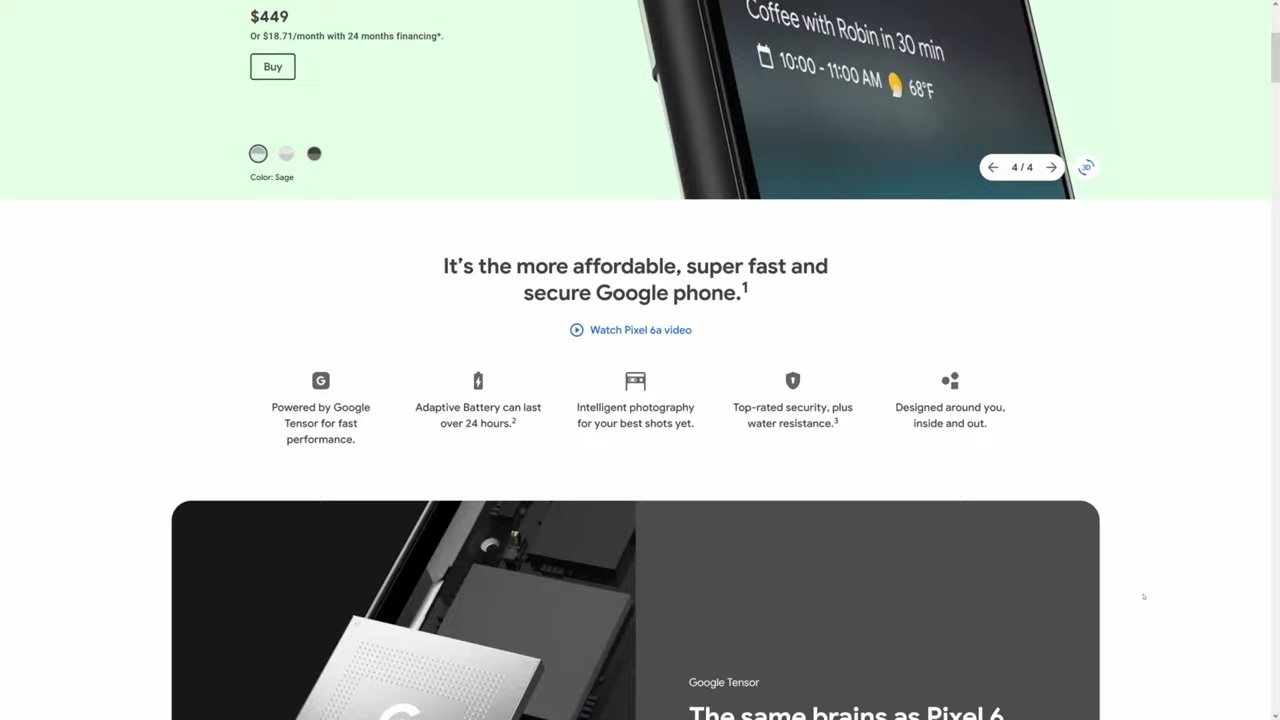 $449
Or $18.71/month with 24 months financing*.
Buy
Color: Sage
Coffee with Robin in 30 min
10:00 - 11:00 AM 68°F
4 / 4
3D
It's the more affordable, super fast and
secure Google phone.¹
Watch Pixel 6a video
G
Powered by Google
Tensor for fast
performance.
Adaptive Battery can last
over 24 hours.²
Intelligent photography
for your best shots yet.
Top-rated security, plus
water resistance.³
Designed around you,
inside and out.
G
Google Tensor
The same brains as Pixel 6